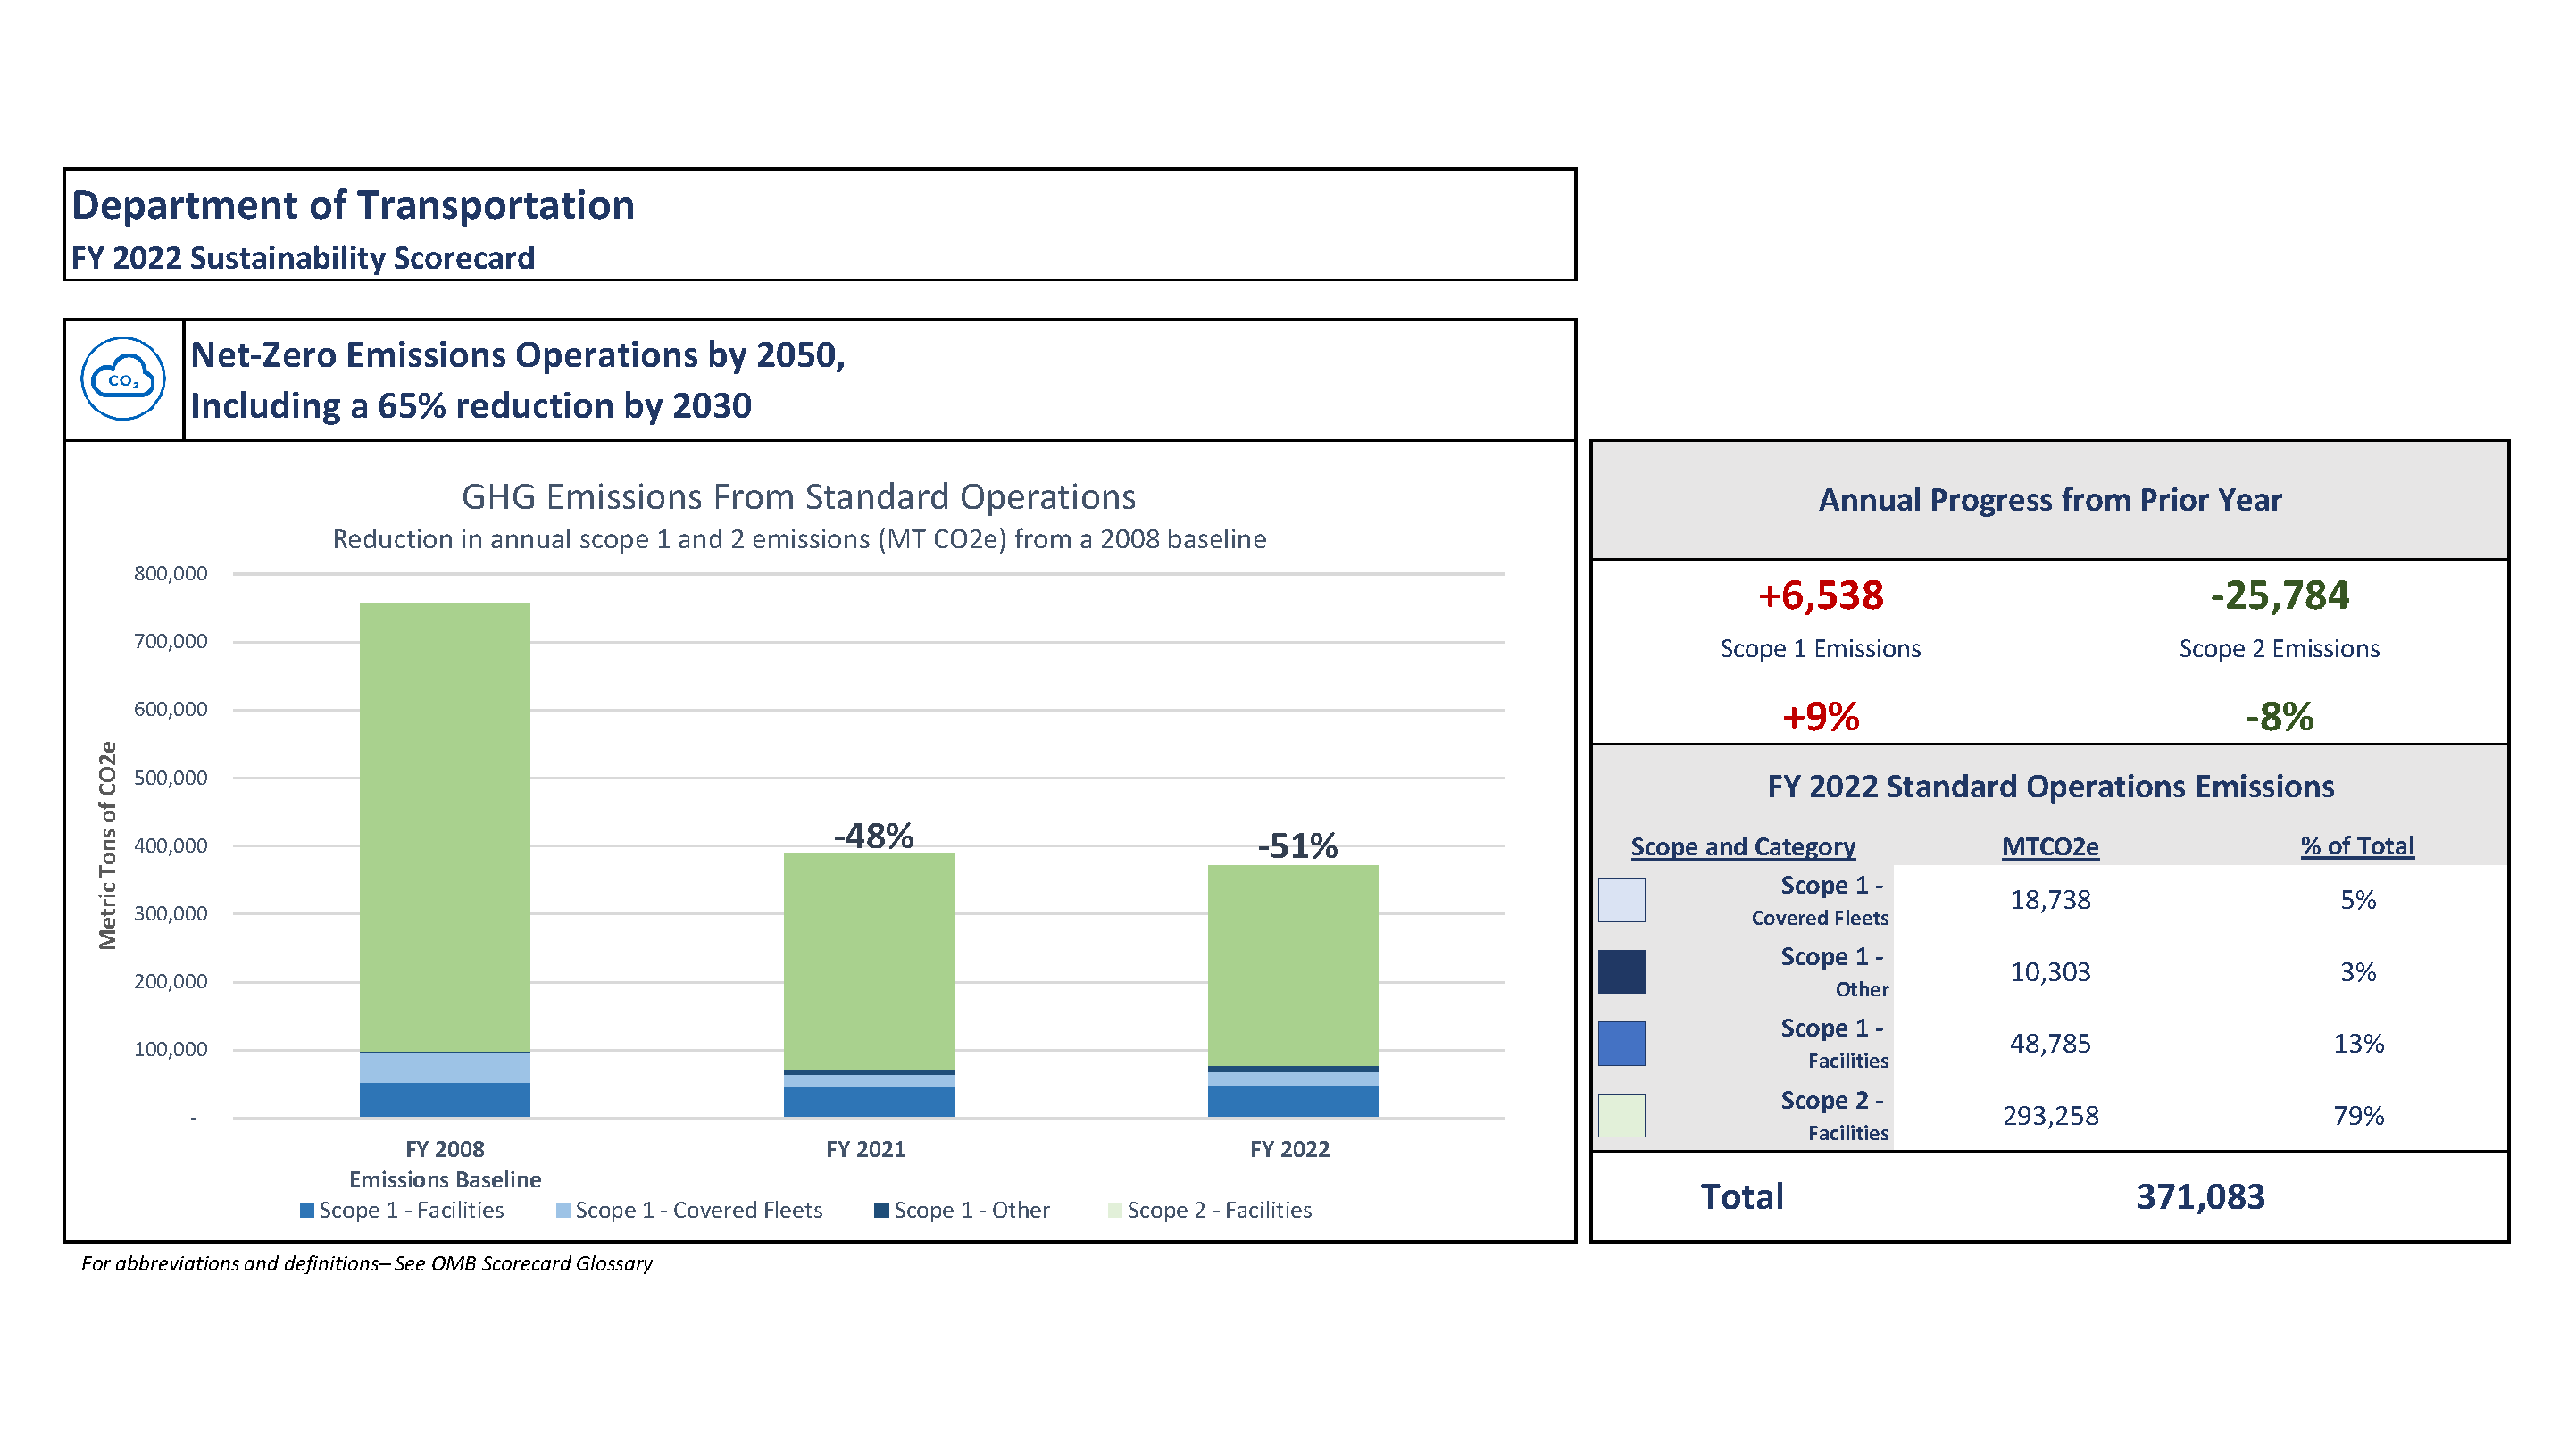 Department of Transportation
FY 2022 Sustainability Scorecard
CO₂
Net-Zero Emissions Operations by 2050,
Including a 65% reduction by 2030
GHG Emissions From Standard Operations
Reduction in annual scope 1 and 2 emissions (MT CO2e) from a 2008 baseline
Metric Tons of CO2e
800,000
700,000
600,000
500,000
400,000
300,000
200,000
100,000
-
-48%
-51%
FY 2008
Emissions Baseline
FY 2021
FY 2022
Scope 1 - Facilities
Scope 1 - Covered Fleets
Scope 1 - Other
Scope 2 - Facilities
Annual Progress from Prior Year
+6,538
-25,784
Scope 1 Emissions
Scope 2 Emissions
+9%
-8%
FY 2022 Standard Operations Emissions
Scope and Category MTCO2e % of Total
Scope 1 -
Covered Fleets
18,738 5%
Scope 1 -
Other
10,303 3%
Scope 1 -
Facilities
48,785 13%
Scope 2 -
Facilities
293,258 79%
Total 371,083
For abbreviations and definitions– See OMB Scorecard Glossary